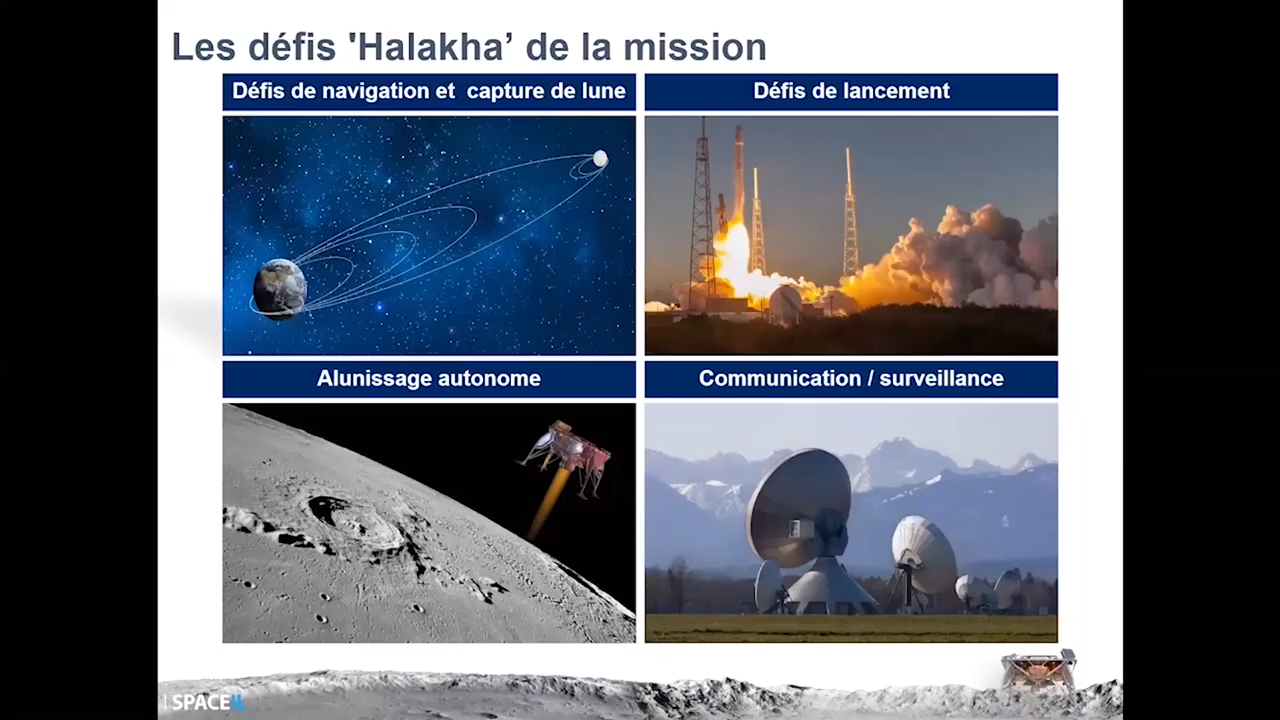 Les défis 'Halakha’ de la mission
Défis de navigation et capture de lune
Défis de lancement
Alunissage autonome
Communication / surveillance
SPACEIL